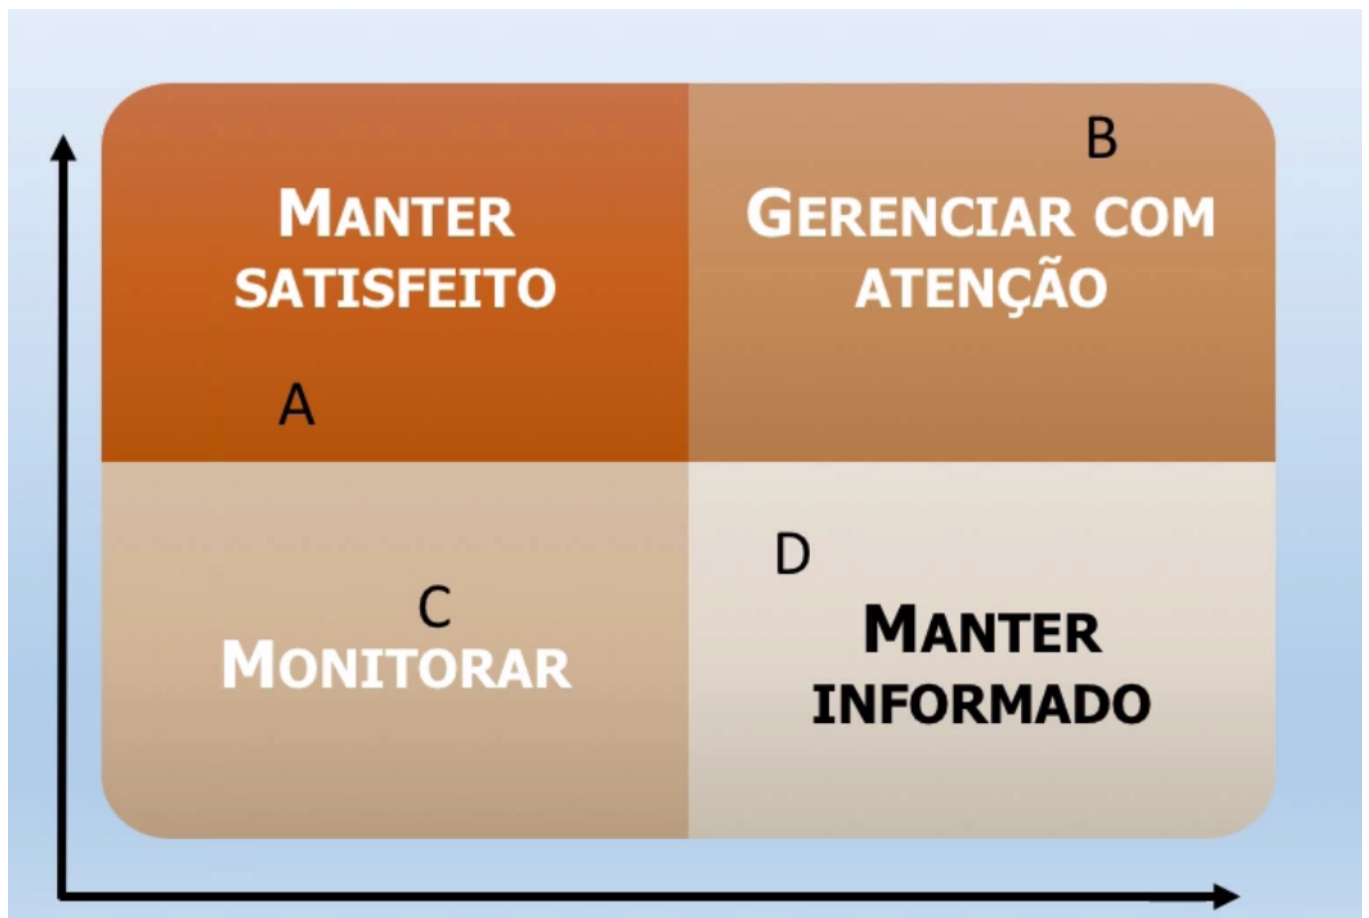 MANTER
SATISFEITO
A
B
GERENCIAR COM
ATENÇÃO
C
MONITORAR
D
MANTER
INFORMADO